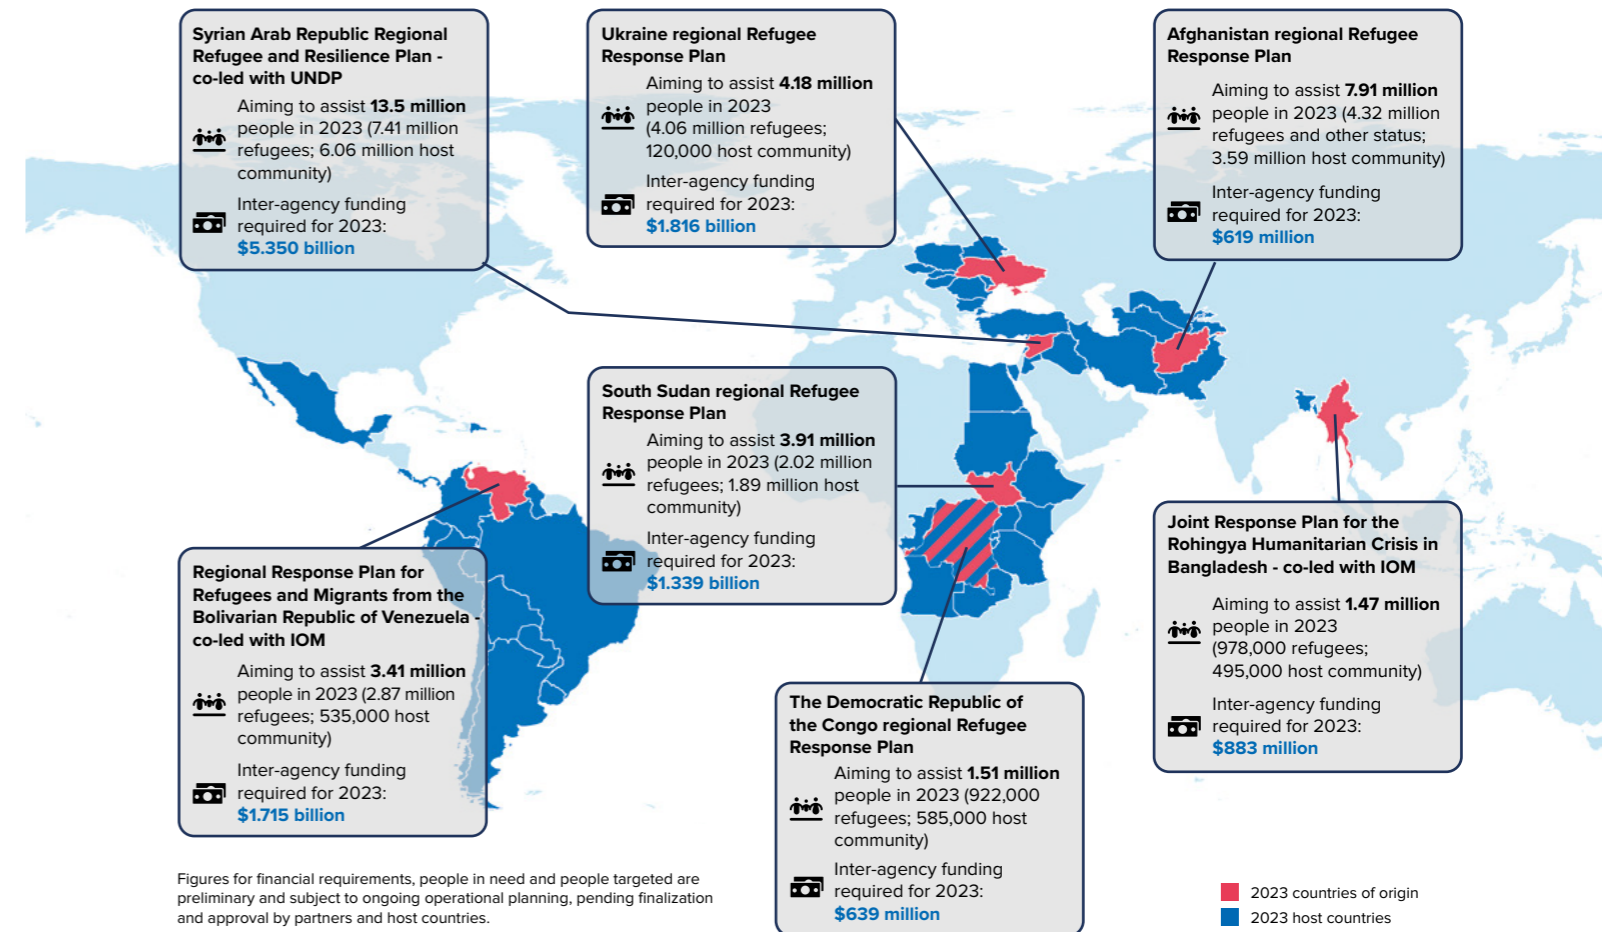 Syrian Arab Republic Regional
Refugee and Resilience Plan -
co-led with UNDP
Aiming to assist 13.5 million
people in 2023 (7.41 million
refugees; 6.06 million host
community)
Inter-agency funding
required for 2023:
$5.350 billion
Ukraine regional Refugee
Response Plan
Aiming to assist 4.18 million
people in 2023
(4.06 million refugees;
120,000 host community)
Inter-agency funding
required for 2023:
$1.816 billion
Afghanistan regional Refugee
Response Plan
Aiming to assist 7.91 million
people in 2023 (4.32 million
refugees and other status;
3.59 million host community)
Inter-agency funding
required for 2023:
$619 million
South Sudan regional Refugee
Response Plan
Aiming to assist 3.91 million
people in 2023 (2.02 million
refugees; 1.89 million host
community)
Inter-agency funding
required for 2023:
$1.339 billion
Regional Response Plan for
Refugees and Migrants from the
Bolivarian Republic of Venezuela -
co-led with IOM
Aiming to assist 3.41 million
people in 2023 (2.87 million
refugees; 535,000 host
community)
Inter-agency funding
required for 2023:
$1.715 billion
Joint Response Plan for the
Rohingya Humanitarian Crisis in
Bangladesh - co-led with IOM
Aiming to assist 1.47 million
people in 2023
(978,000 refugees;
495,000 host community)
Inter-agency funding
required for 2023:
$883 million
The Democratic Republic of
the Congo regional Refugee
Response Plan
Aiming to assist 1.51 million
people in 2023 (922,000
refugees; 585,000 host
community)
Inter-agency funding
required for 2023:
$639 million
Figures for financial requirements, people in need and people targeted are
preliminary and subject to ongoing operational planning, pending finalization
and approval by partners and host countries.
2023 countries of origin
2023 host countries